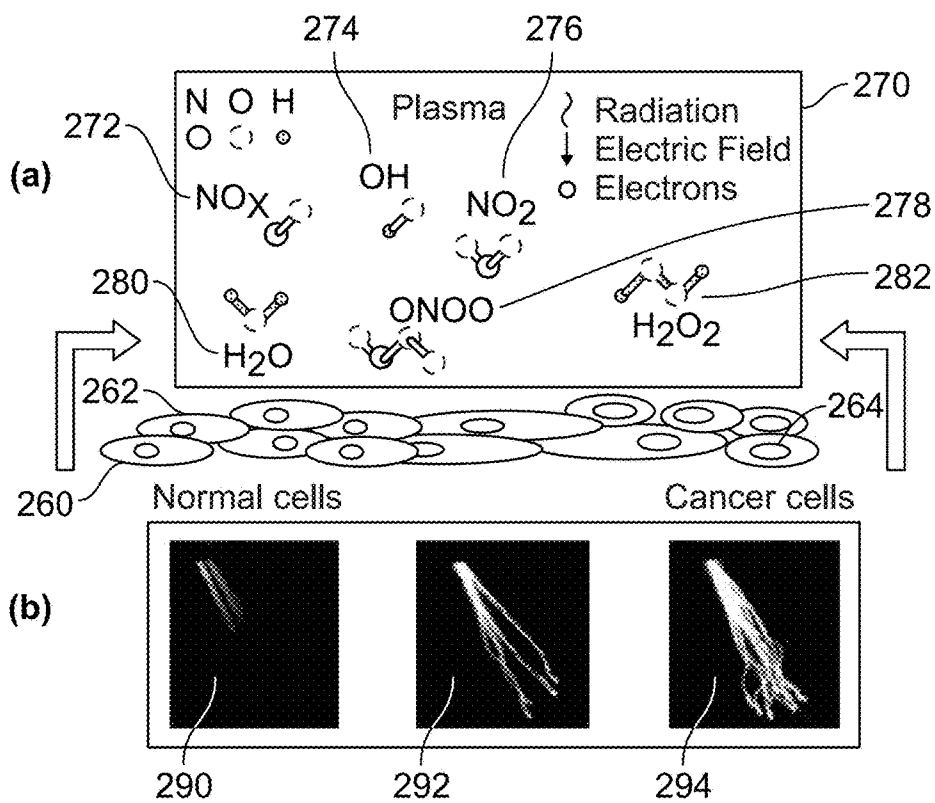 274 276
N O H Plasma Radiation 270
272 Electric Field
(a) OH Electrons
NOX NO2 278
280 ONOO 282
H2O H2O2
262 264
260 Normal cells Cancer cells
(b)
290 292 294